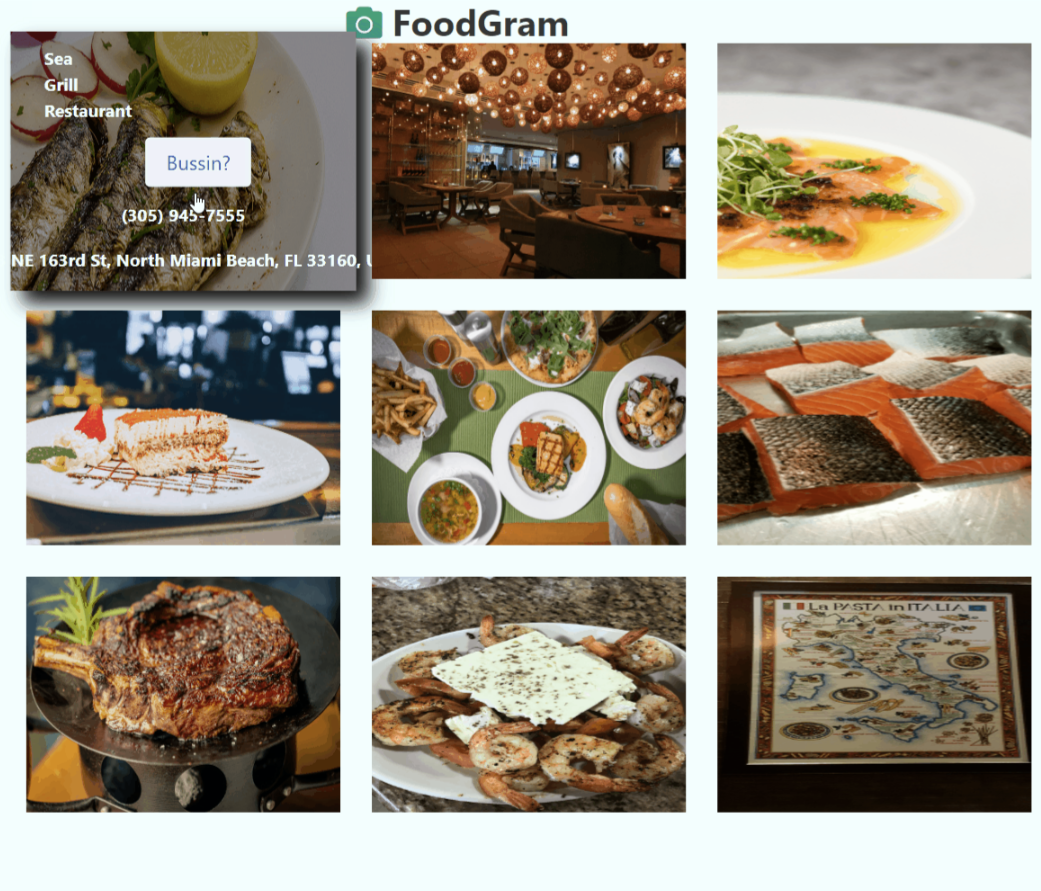 FoodGram
Sea
Grill
Restaurant
Bussin?
(305) 945-7555
NE 163rd St, North Miami Beach, FL 33160,
La PASTA in ITALIA